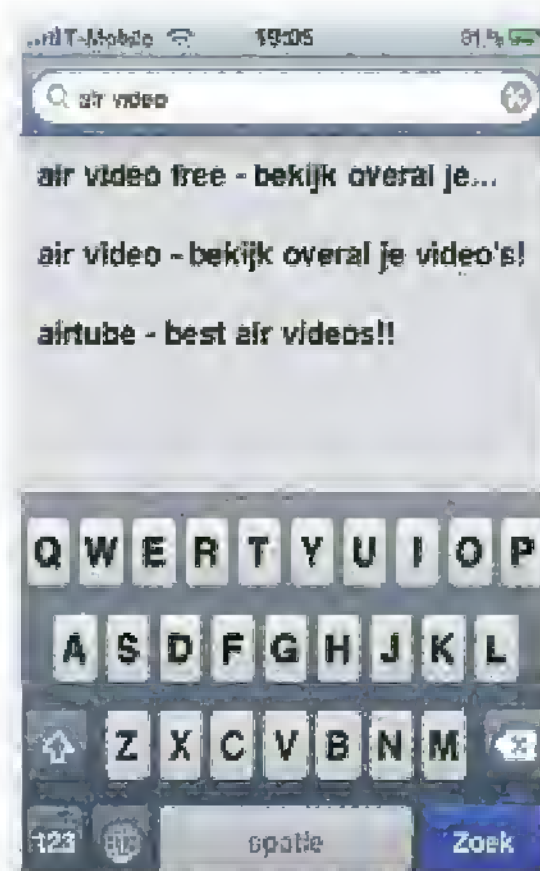 T-Mobile 19:05
air video
air video free - bekijk overal je...
air video - bekijk overal je video's!
airtube - best air videos!!
Q W E R T Y U I O P
A S D F G H J K L
Z X C V B N M
123 spatie Zoek